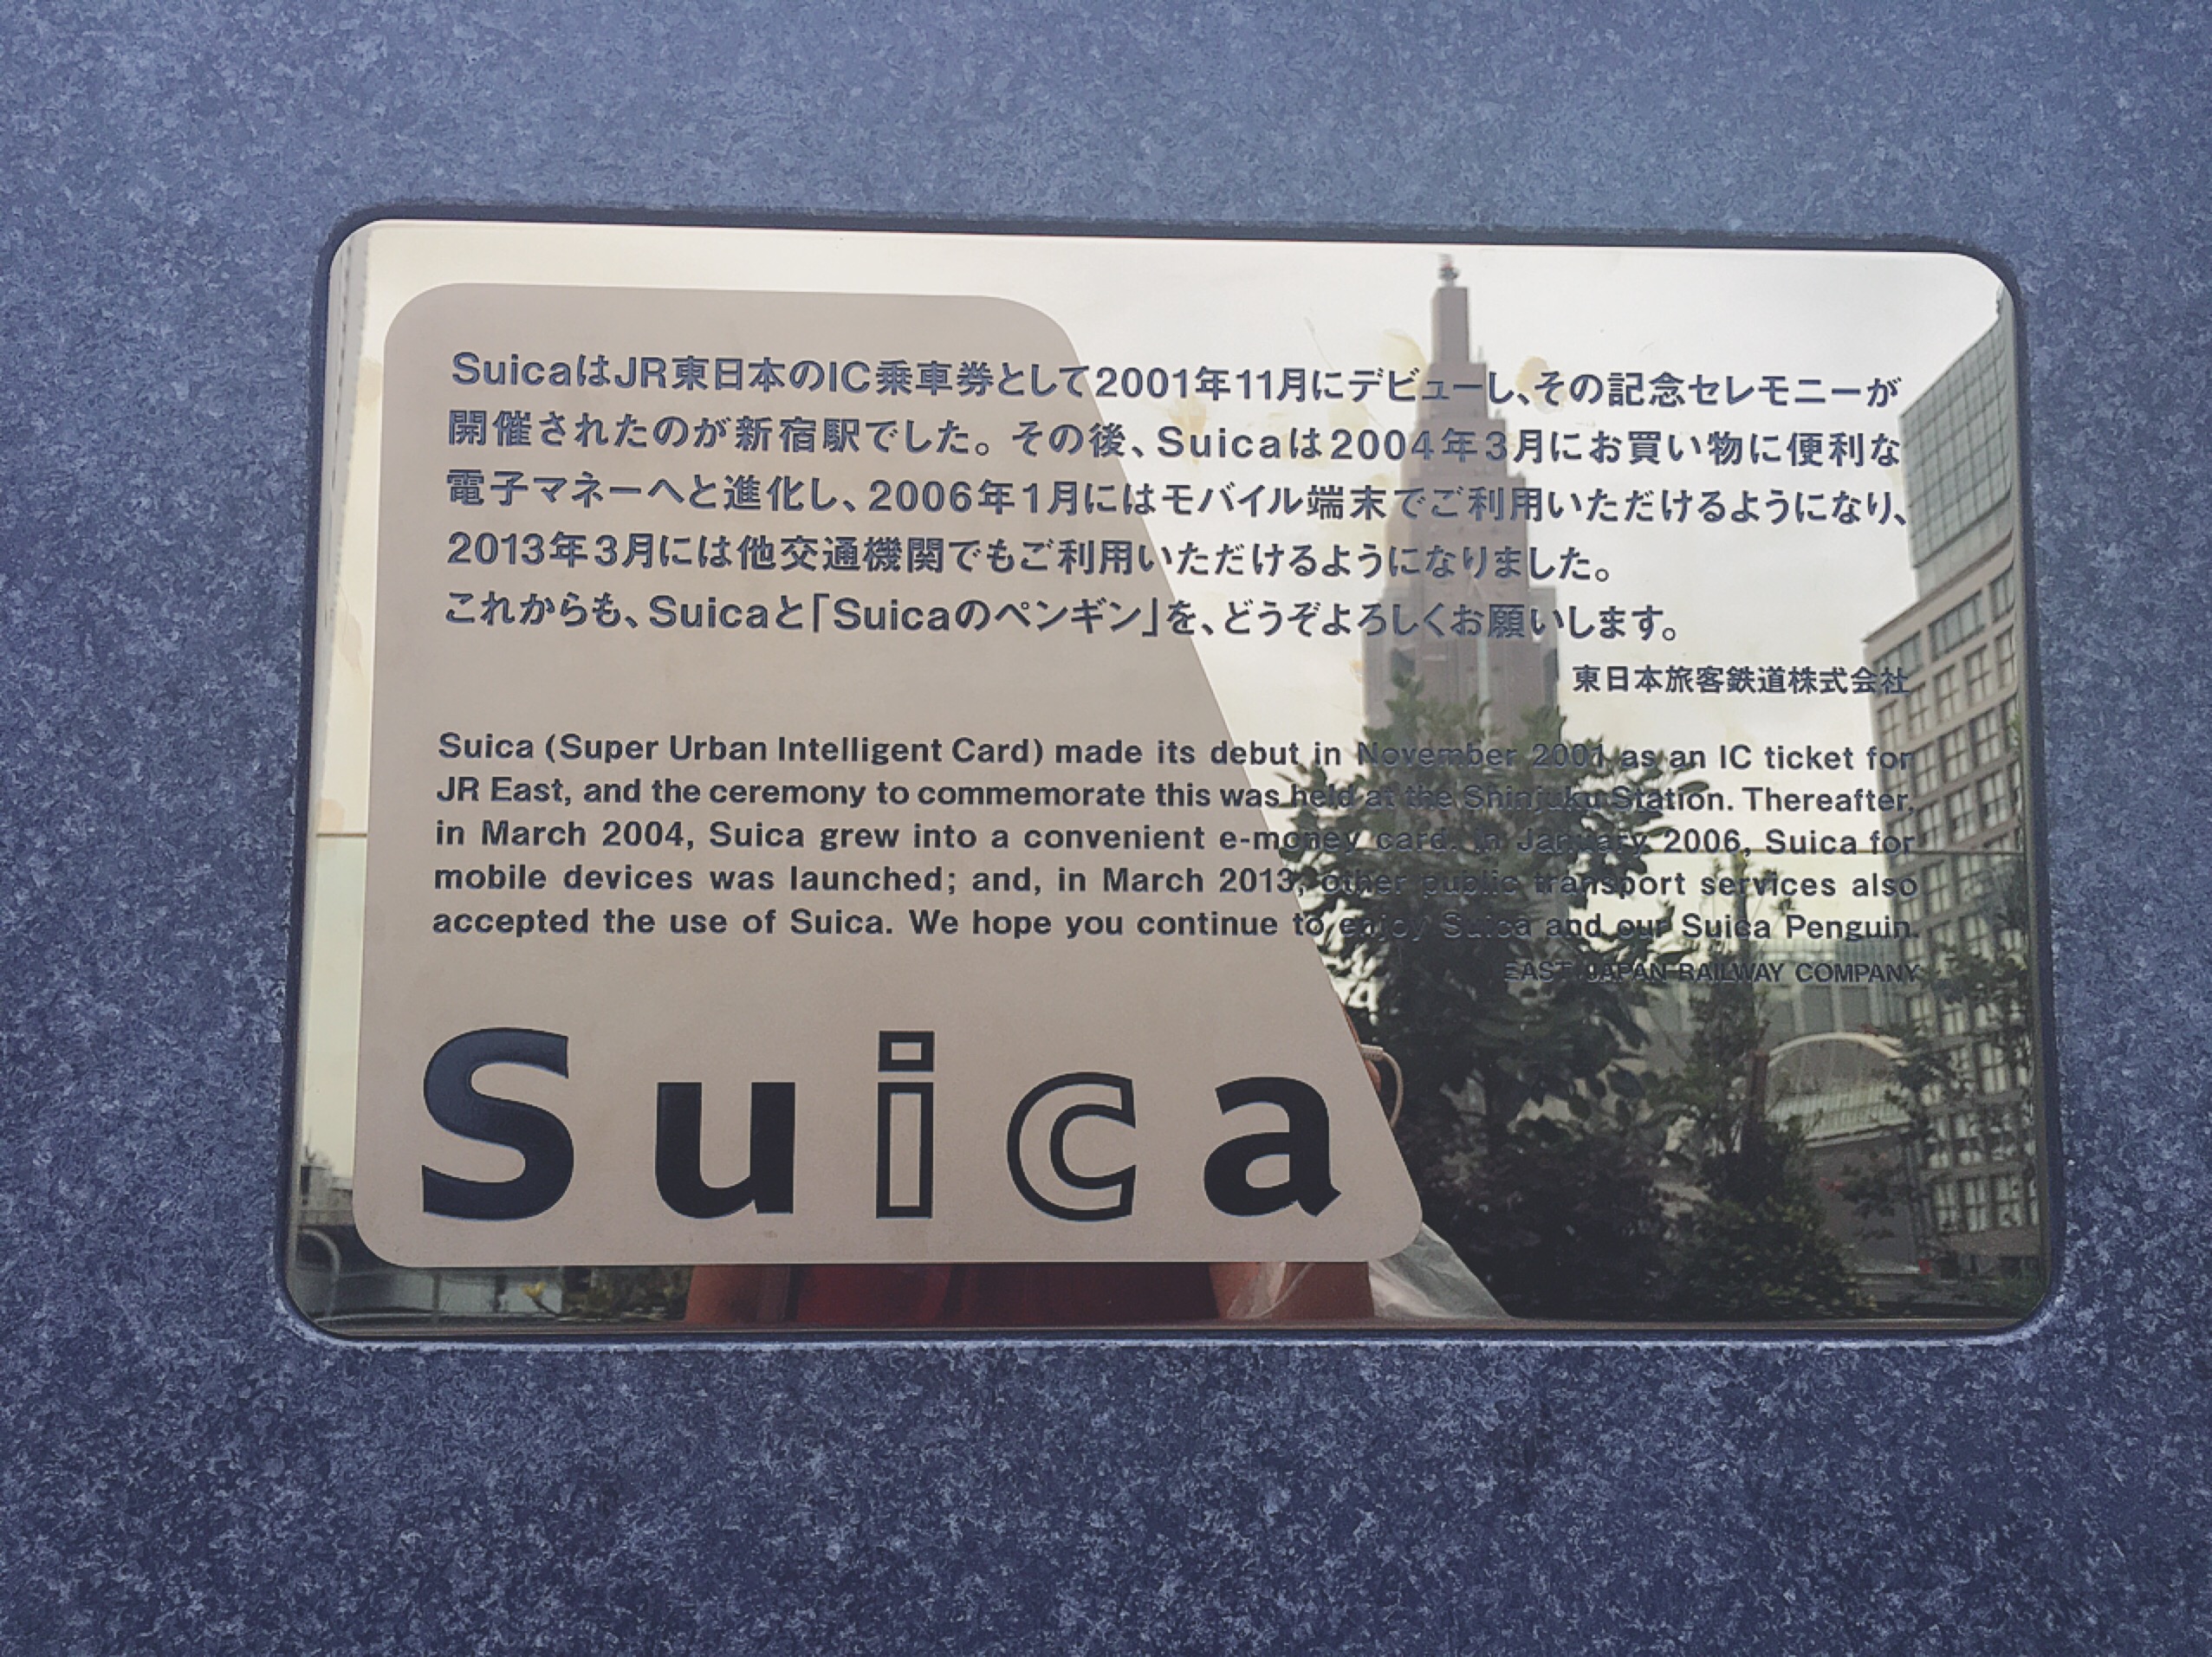 SuicaはJR東日本のIC乗車券として2001年11月にデビューし、その記念セレモニーが
開催されたのが新宿駅でした。その後、Suicaは2004年3月にお買い物に便利な
電子マネーへと進化し、2006年1月にはモバイル端末でご利用いただけるようになり、
2013年3月には他交通機関でもご利用いただけるようになりました。
これからも、Suicaと「Suicaのペンギン」を、どうぞよろしくお願いします。
東日本旅客鉄道株式会社
Suica (Super Urban Intelligent Card) made its debut in November 2001 as an IC ticket for
JR East, and the ceremony to commemorate this was held at the Shinjuku Station. Thereafter,
in March 2004, Suica grew into a convenient e-money card. In January 2006, Suica for
mobile devices was launched; and, in March 2013, other public transport services also
accepted the use of Suica. We hope you continue to enjoy Suica and our Suica Penguin.
EAST JAPAN RAILWAY COMPANY
Suica